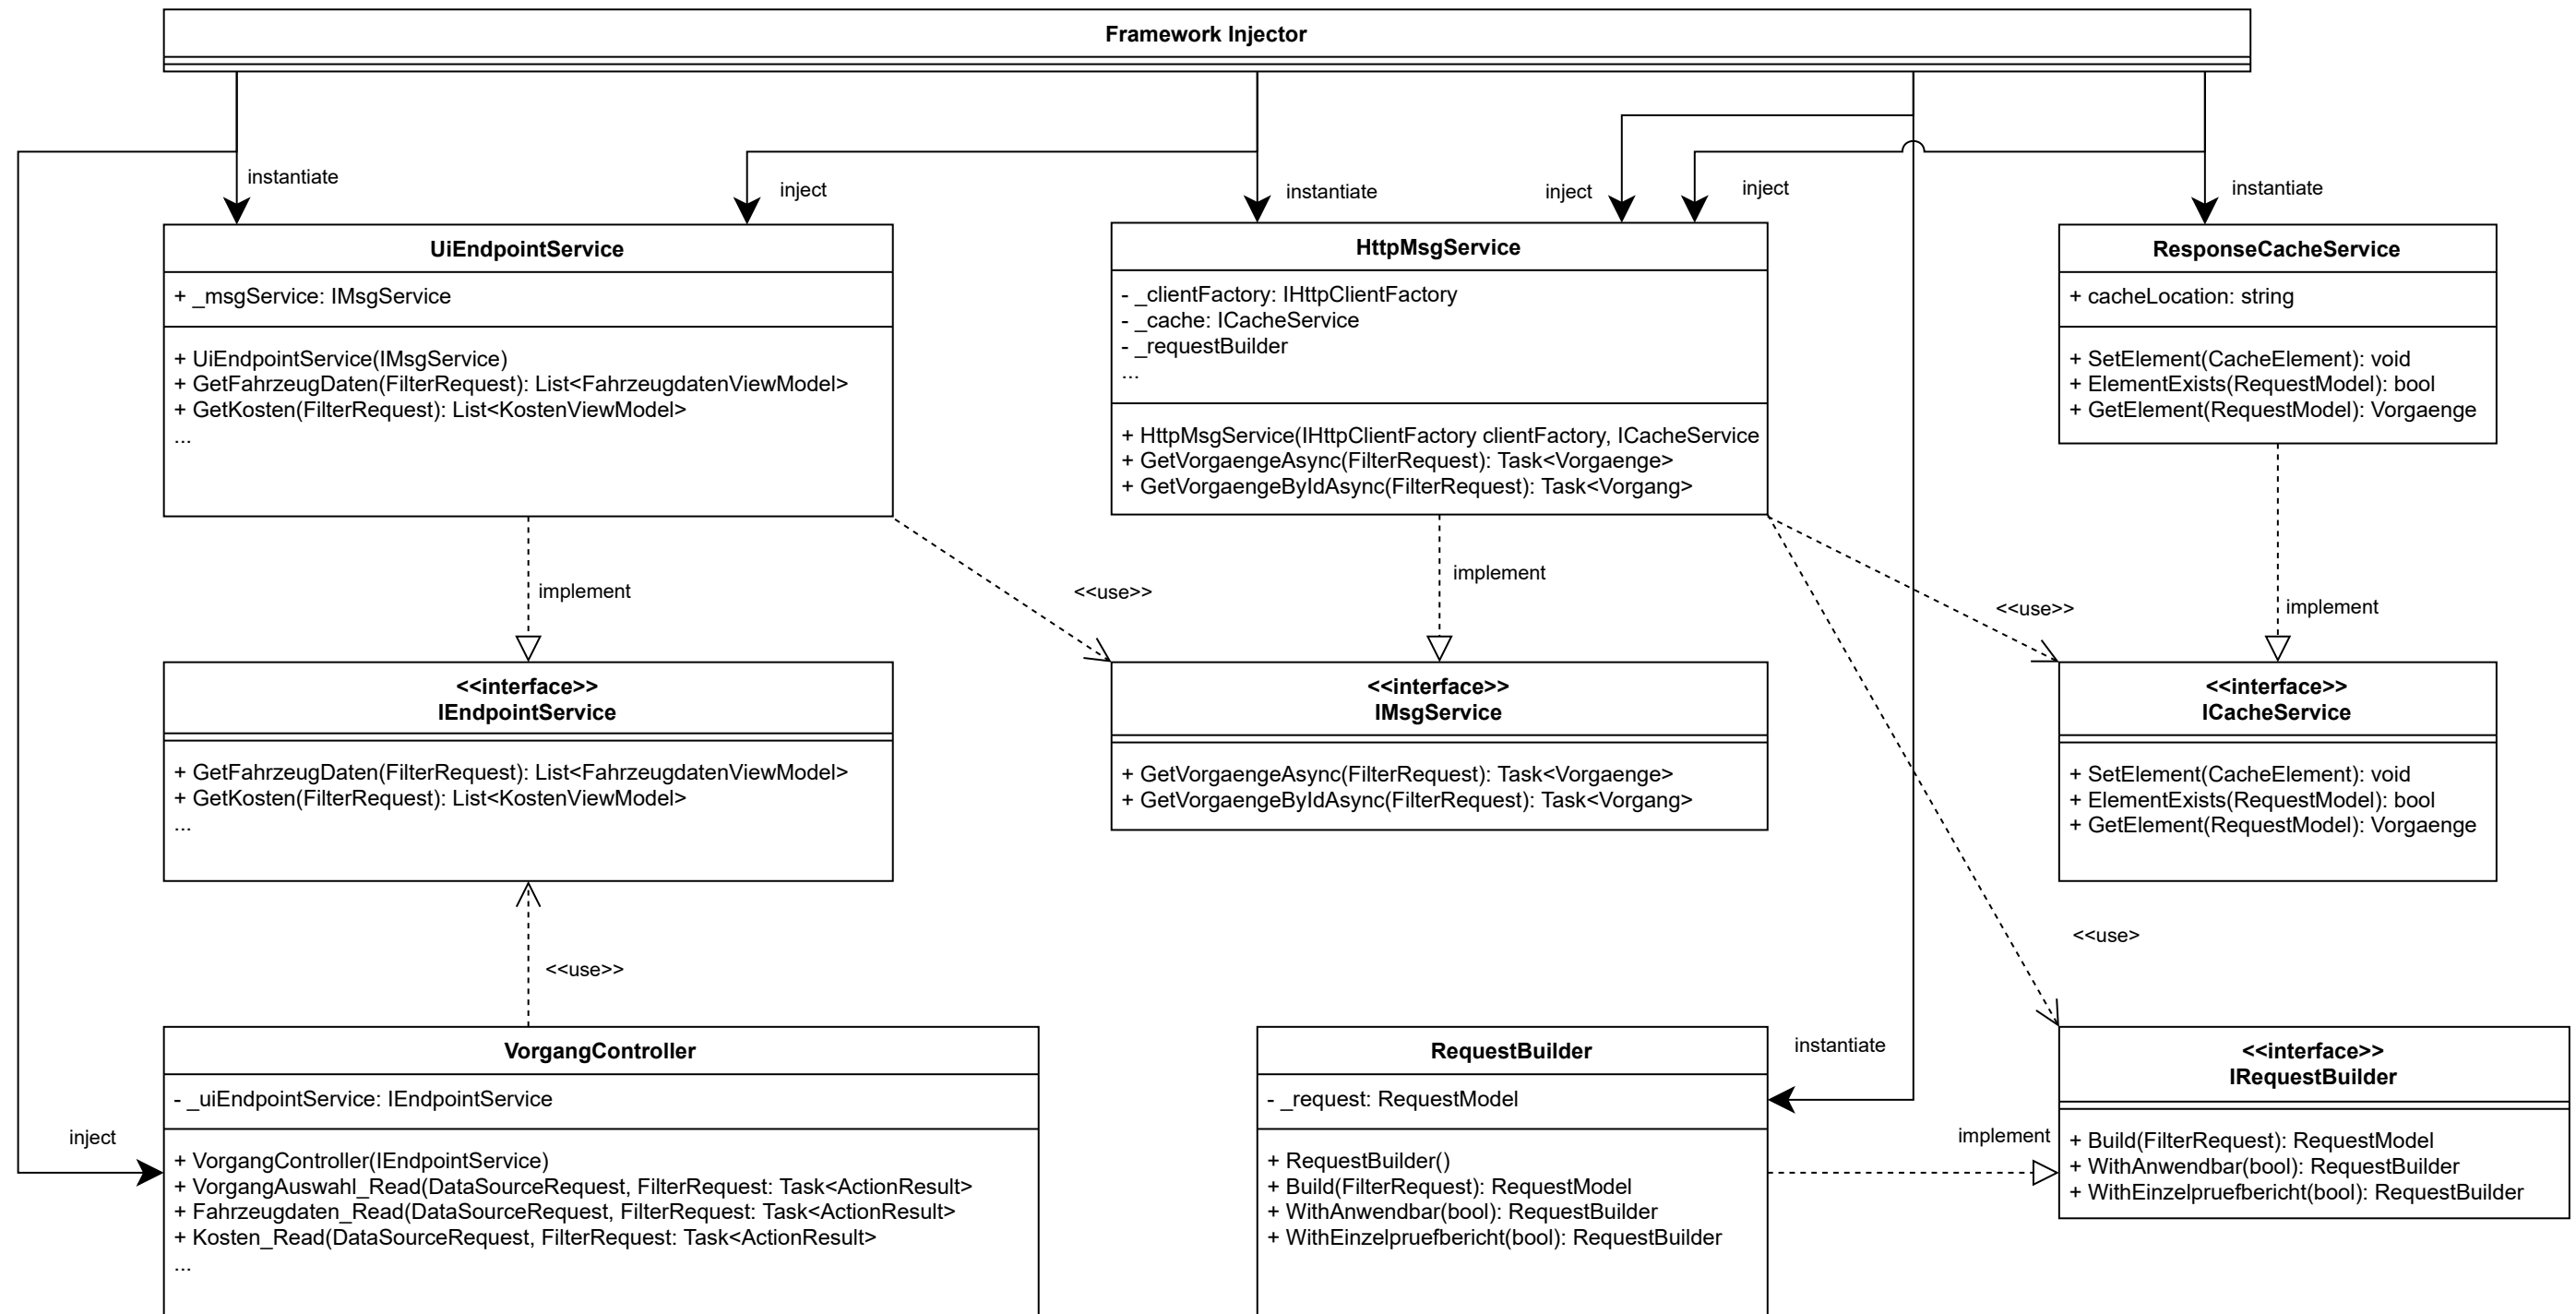 Framework Injector
instantiate
inject
instantiate
inject
inject
instantiate
UiEndpointService
+ _msgService: IMsgService
+ UiEndpointService(IMsgService)
+ GetFahrzeugDaten(FilterRequest): List<FahrzeugdatenViewModel>
+ GetKosten(FilterRequest): List<KostenViewModel>
...
HttpMsgService
- _clientFactory: IHttpClientFactory
- _cache: ICacheService
- _requestBuilder
...
+ HttpMsgService(IHttpClientFactory clientFactory, ICacheService
+ GetVorgaengeAsync(FilterRequest): Task<Vorgaenge>
+ GetVorgaengeByIdAsync(FilterRequest): Task<Vorgang>
ResponseCacheService
+ cacheLocation: string
+ SetElement(CacheElement): void
+ ElementExists(RequestModel): bool
+ GetElement(RequestModel): Vorgaenge
implement
<<use>>
implement
<<use>>
implement
<<interface>>
IEndpointService
+ GetFahrzeugDaten(FilterRequest): List<FahrzeugdatenViewModel>
+ GetKosten(FilterRequest): List<KostenViewModel>
...
<<interface>>
IMsgService
+ GetVorgaengeAsync(FilterRequest): Task<Vorgaenge>
+ GetVorgaengeByIdAsync(FilterRequest): Task<Vorgang>
<<interface>>
ICacheService
+ SetElement(CacheElement): void
+ ElementExists(RequestModel): bool
+ GetElement(RequestModel): Vorgaenge
<<use>>
<<use>
inject
VorgangController
- _uiEndpointService: IEndpointService
+ VorgangController(IEndpointService)
+ VorgangAuswahl_Read(DataSourceRequest, FilterRequest: Task<ActionResult>
+ Fahrzeugdaten_Read(DataSourceRequest, FilterRequest: Task<ActionResult>
+ Kosten_Read(DataSourceRequest, FilterRequest: Task<ActionResult>
...
RequestBuilder
- _request: RequestModel
+ RequestBuilder()
+ Build(FilterRequest): RequestModel
+ WithAnwendbar(bool): RequestBuilder
+ WithEinzelpruefbericht(bool): RequestBuilder
instantiate
implement
<<interface>>
IRequestBuilder
+ Build(FilterRequest): RequestModel
+ WithAnwendbar(bool): RequestBuilder
+ WithEinzelpruefbericht(bool): RequestBuilder